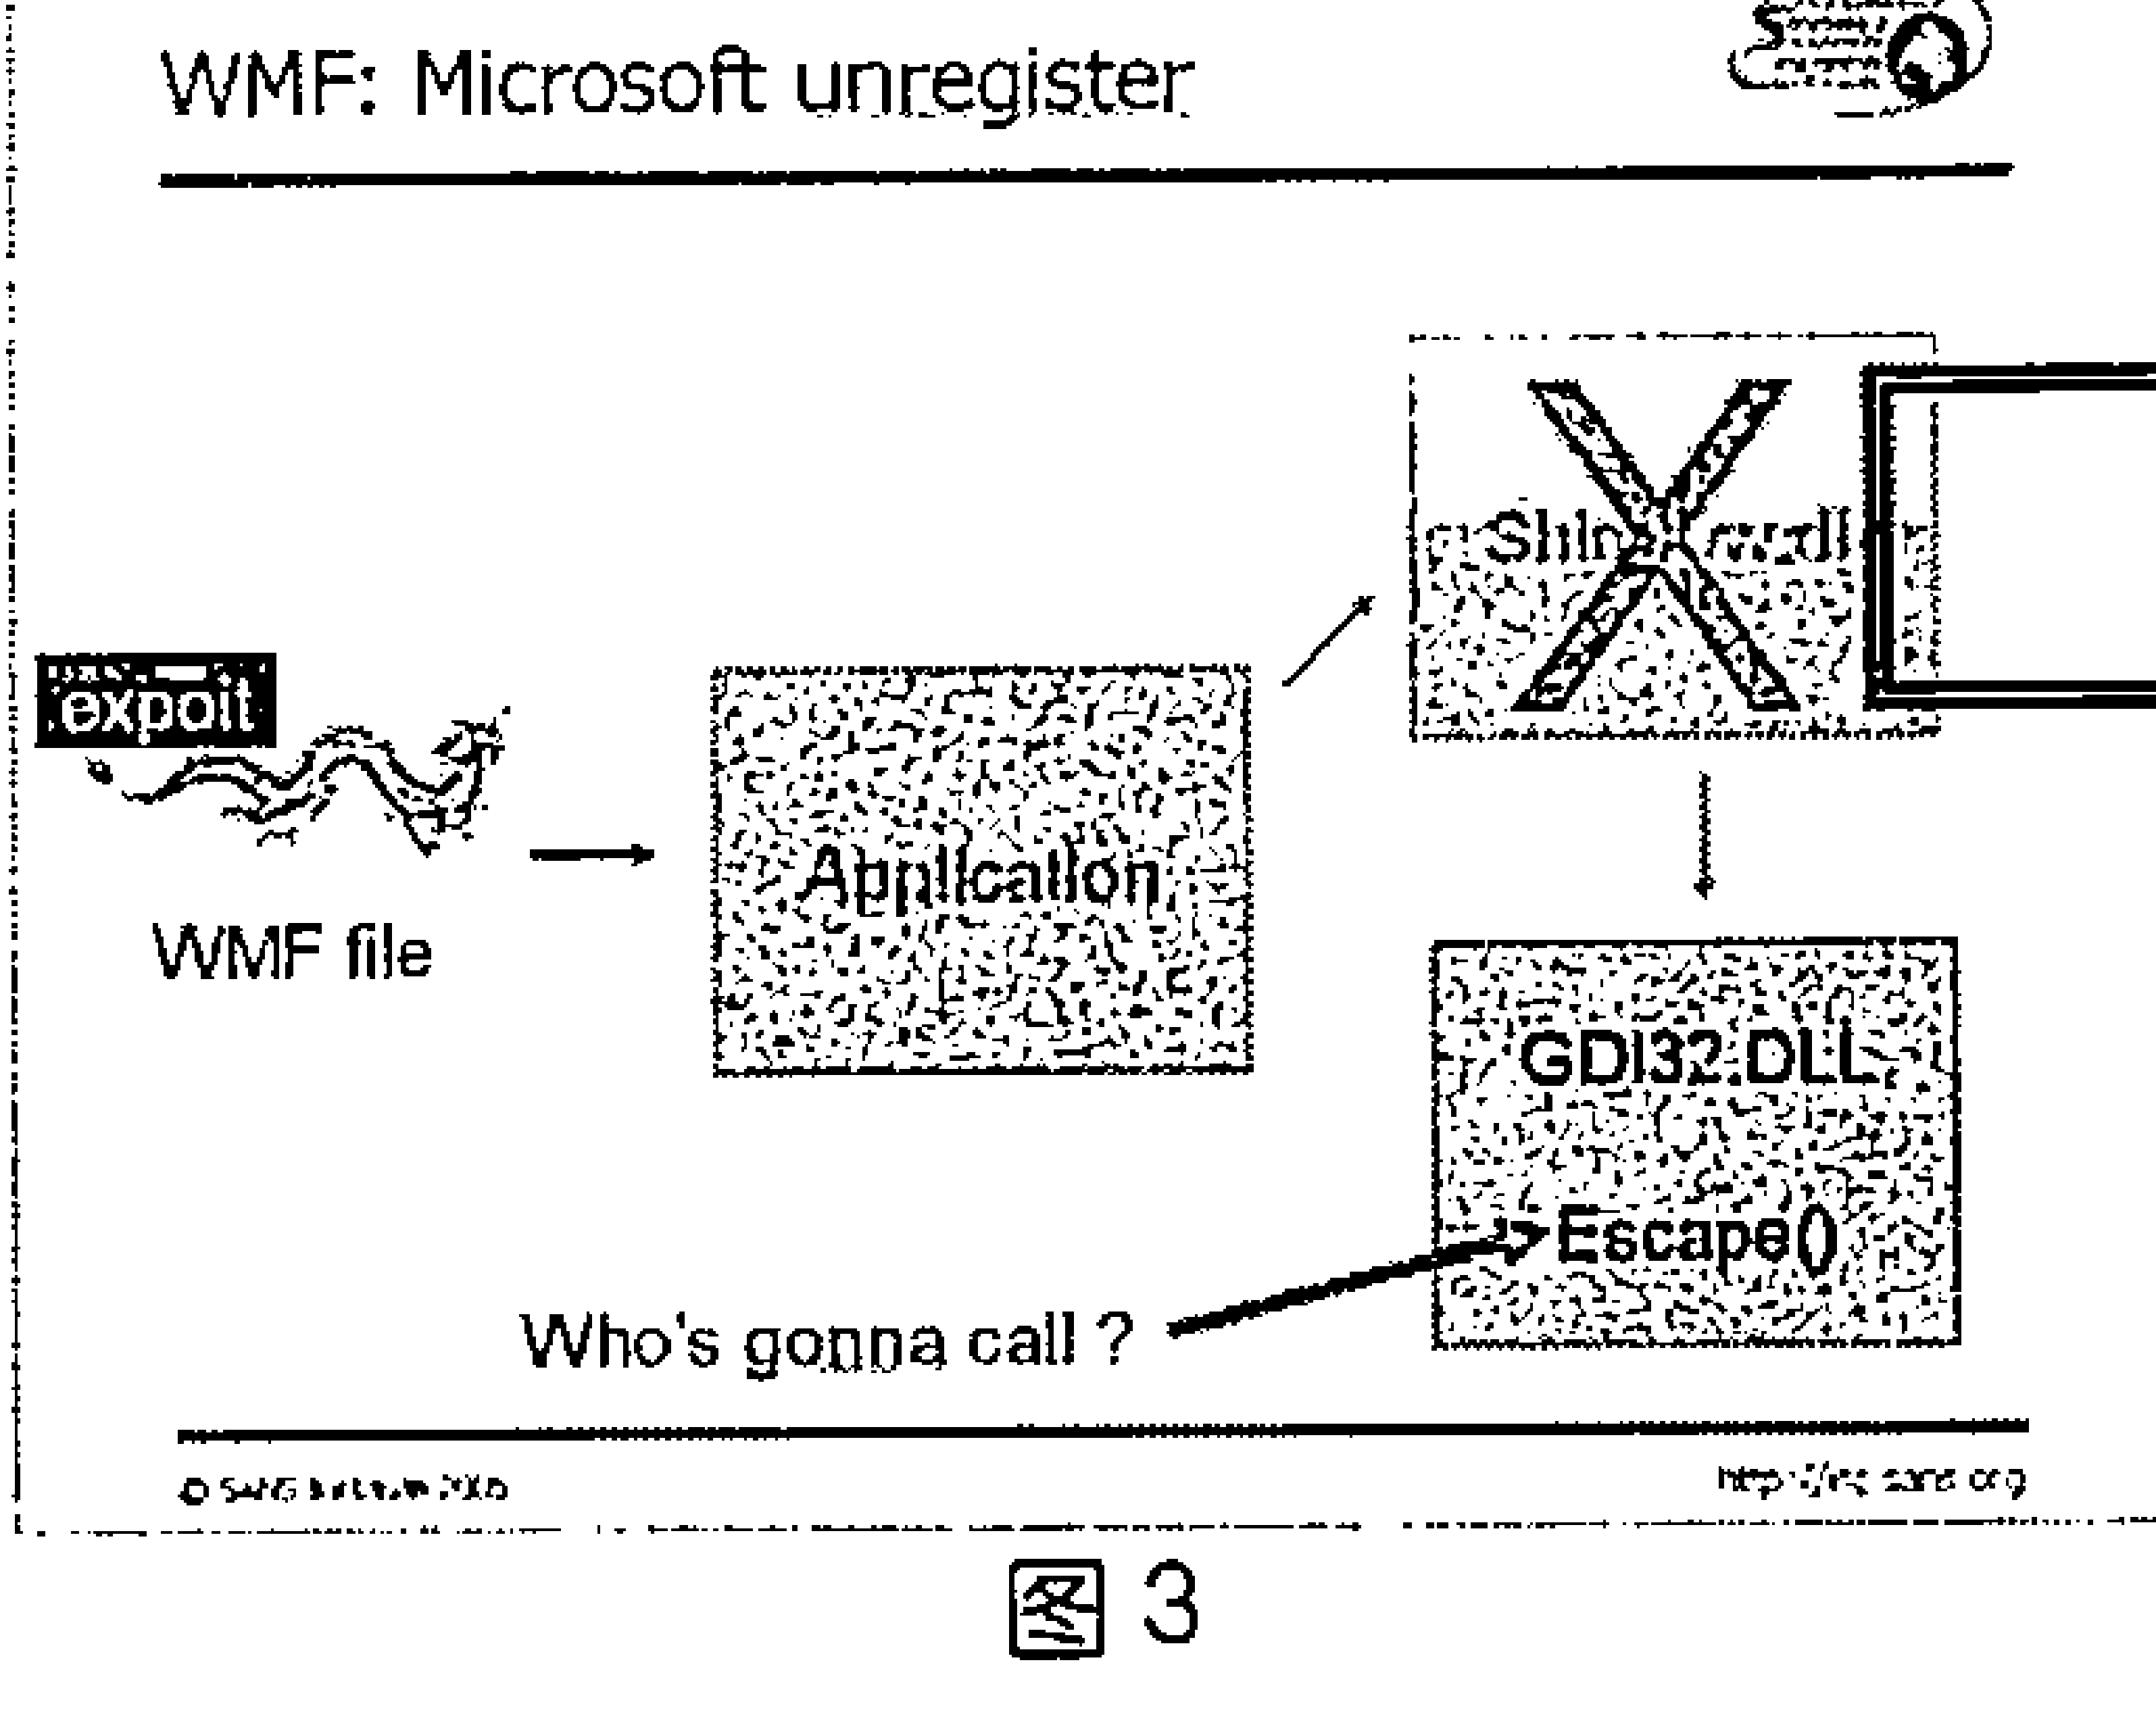 WMF: Microsoft unregister
expoit
WMF file
Application
GDI32.DLL
Escape()
Who's gonna call ?
图 3